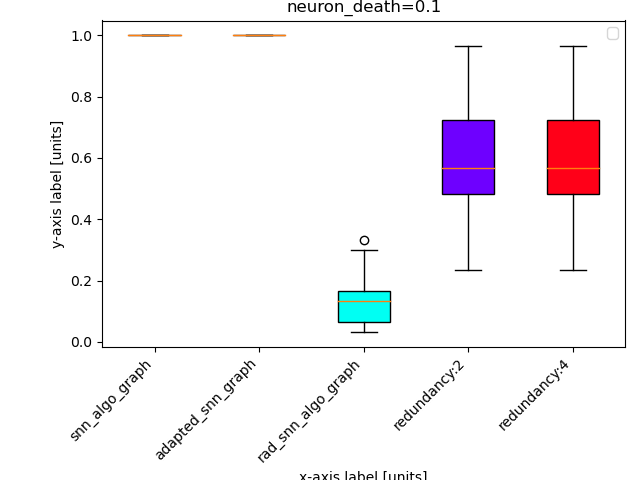 neuron_death=0.1
y-axis label [units]
1.0
0.8
0.6
0.4
0.2
0.0
snn_algo_graph
adapted_snn_graph
rad_snn_algo_graph
redundancy:2
redundancy:4
x-axis label [units]